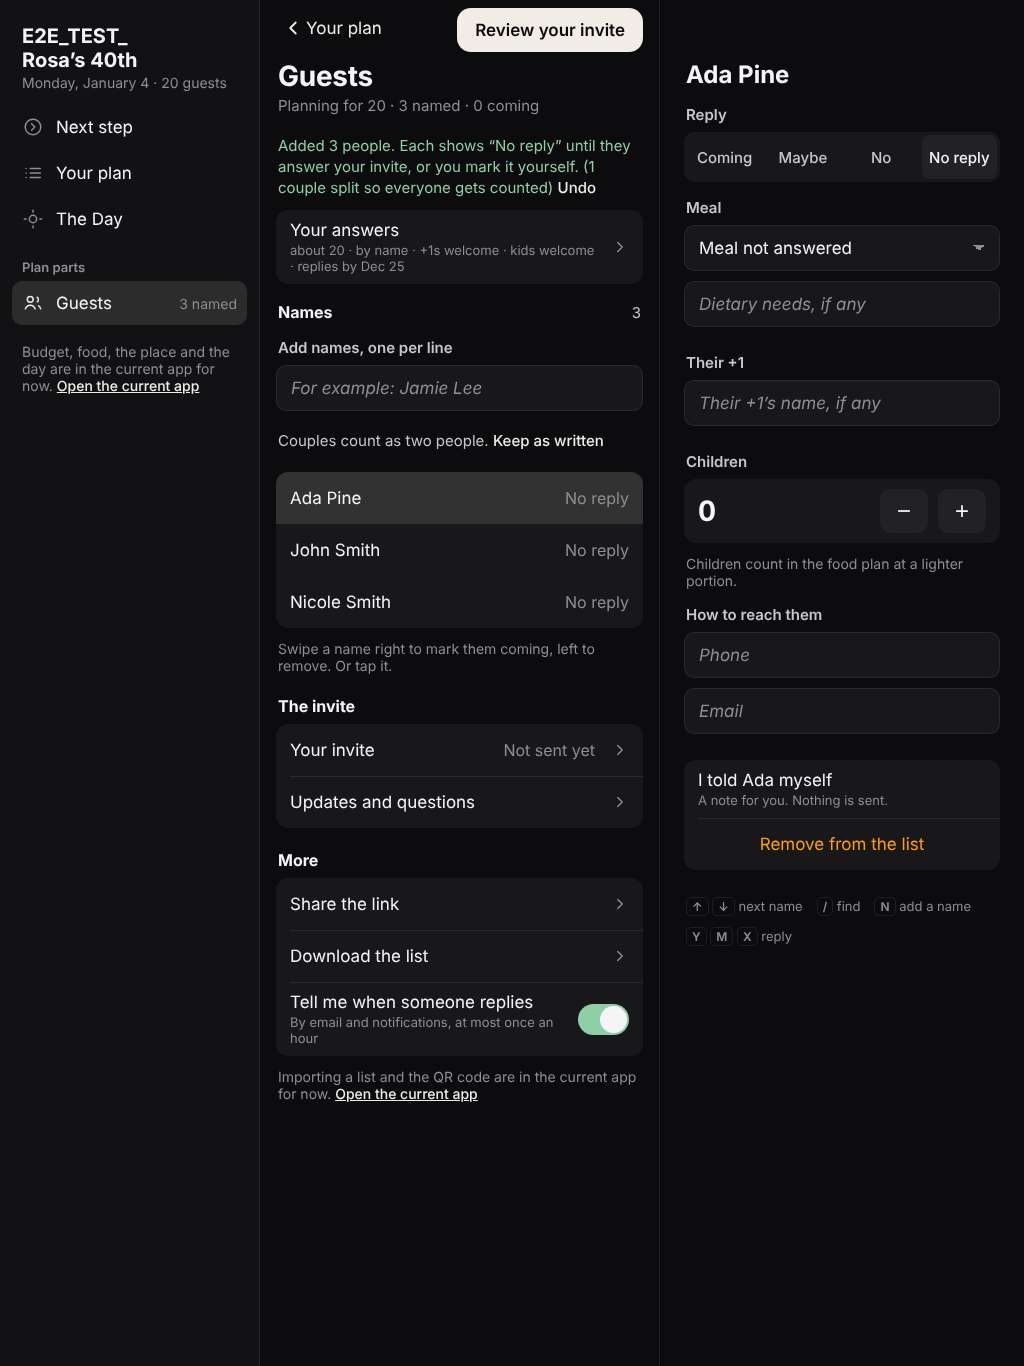 E2E_TEST_
Rosa’s 40th
Monday, January 4 · 20 guests
Next step
Your plan
The Day
Plan parts
Guests 3 named
Budget, food, the place and the
day are in the current app for
now. Open the current app
Your plan
Review your invite
Guests
Planning for 20 · 3 named · 0 coming
Added 3 people. Each shows “No reply” until they
answer your invite, or you mark it yourself. (1
couple split so everyone gets counted) Undo
Your answers
about 20 · by name · +1s welcome · kids welcome
· replies by Dec 25
Names 3
Add names, one per line
For example: Jamie Lee
Couples count as two people. Keep as written
Ada Pine No reply
John Smith No reply
Nicole Smith No reply
Swipe a name right to mark them coming, left to
remove. Or tap it.
The invite
Your invite Not sent yet
Updates and questions
More
Share the link
Download the list
Tell me when someone replies
By email and notifications, at most once an
hour
Importing a list and the QR code are in the current app
for now. Open the current app
Ada Pine
Reply
Coming Maybe No No reply
Meal
Meal not answered
Dietary needs, if any
Their +1
Their +1’s name, if any
Children
0 − +
Children count in the food plan at a lighter
portion.
How to reach them
Phone
Email
I told Ada myself
A note for you. Nothing is sent.
Remove from the list
↑ ↓ next name / find N add a name
Y M X reply